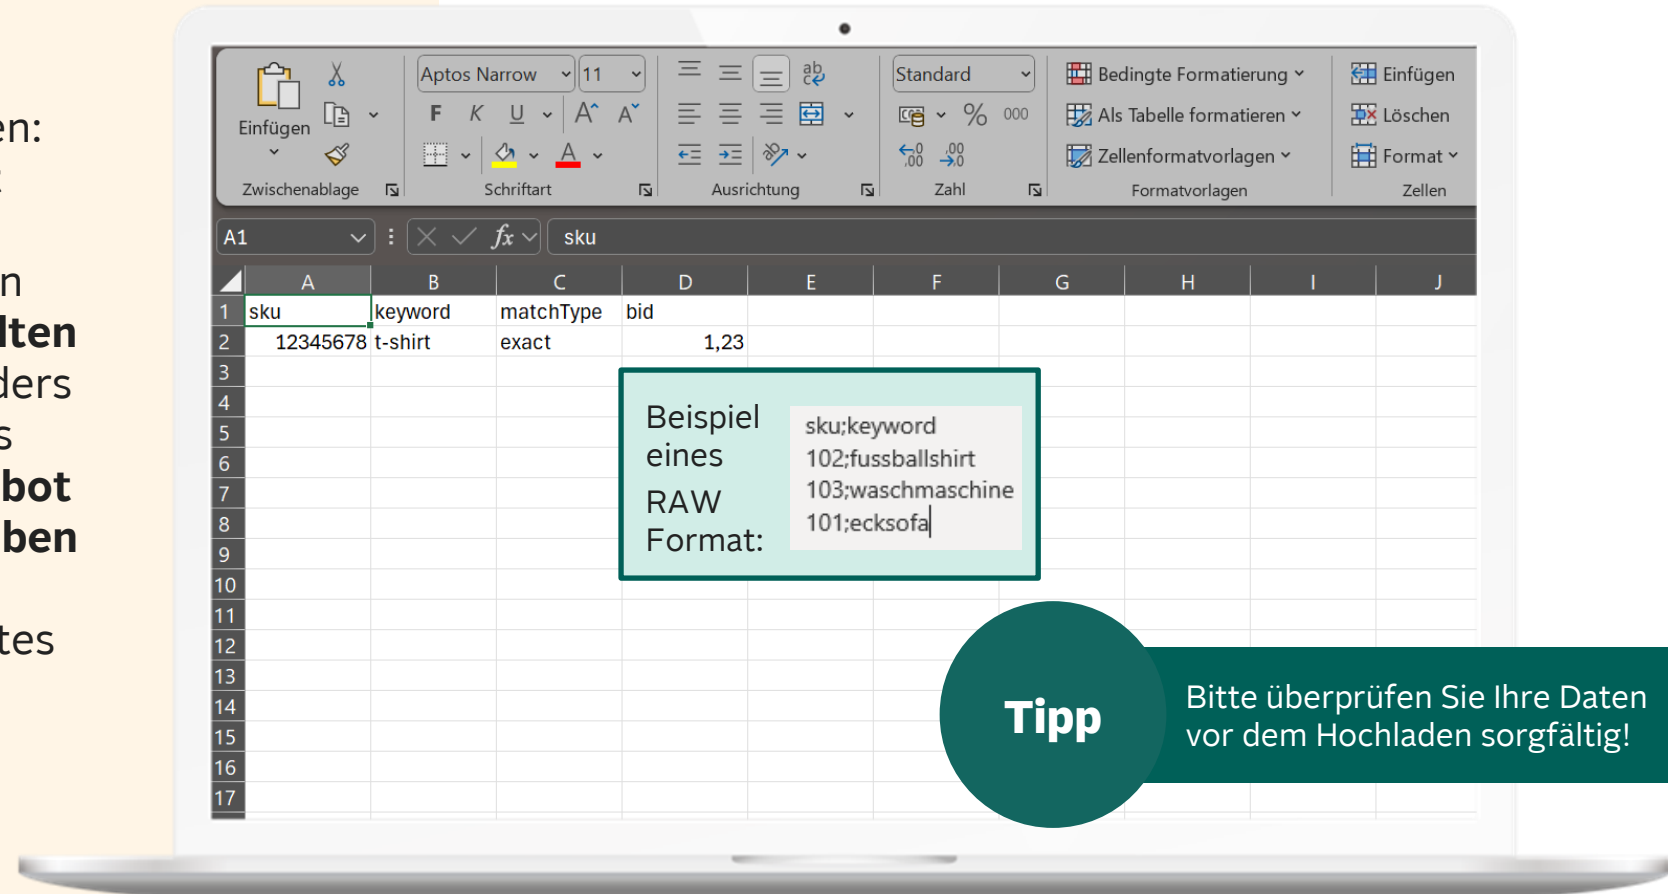 en:
n
lten
ders
s
bot
ben
tes
Einfügen
Zwischenablage
Aptos Narrow 11
F K U A A
A
Schriftart
ab
c
Ausrichtung
Standard
% 000
,00 ,00
Zahl
Bedingte Formatierung
Als Tabelle formatieren
Zellenformatvorlagen
Formatvorlagen
Einfügen
Löschen
Format
Zellen
A1 fx sku
A B C D E F G H I J
1 sku keyword matchType bid
2 12345678 t-shirt exact 1,23
3
4
5
6
7
8
9
10
11
12
13
14
15
16
17
Beispiel
eines
RAW
Format:
sku;keyword
102;fussballshirt
103;waschmaschine
101;ecksofa
Tipp
Bitte überprüfen Sie Ihre Daten
vor dem Hochladen sorgfältig!